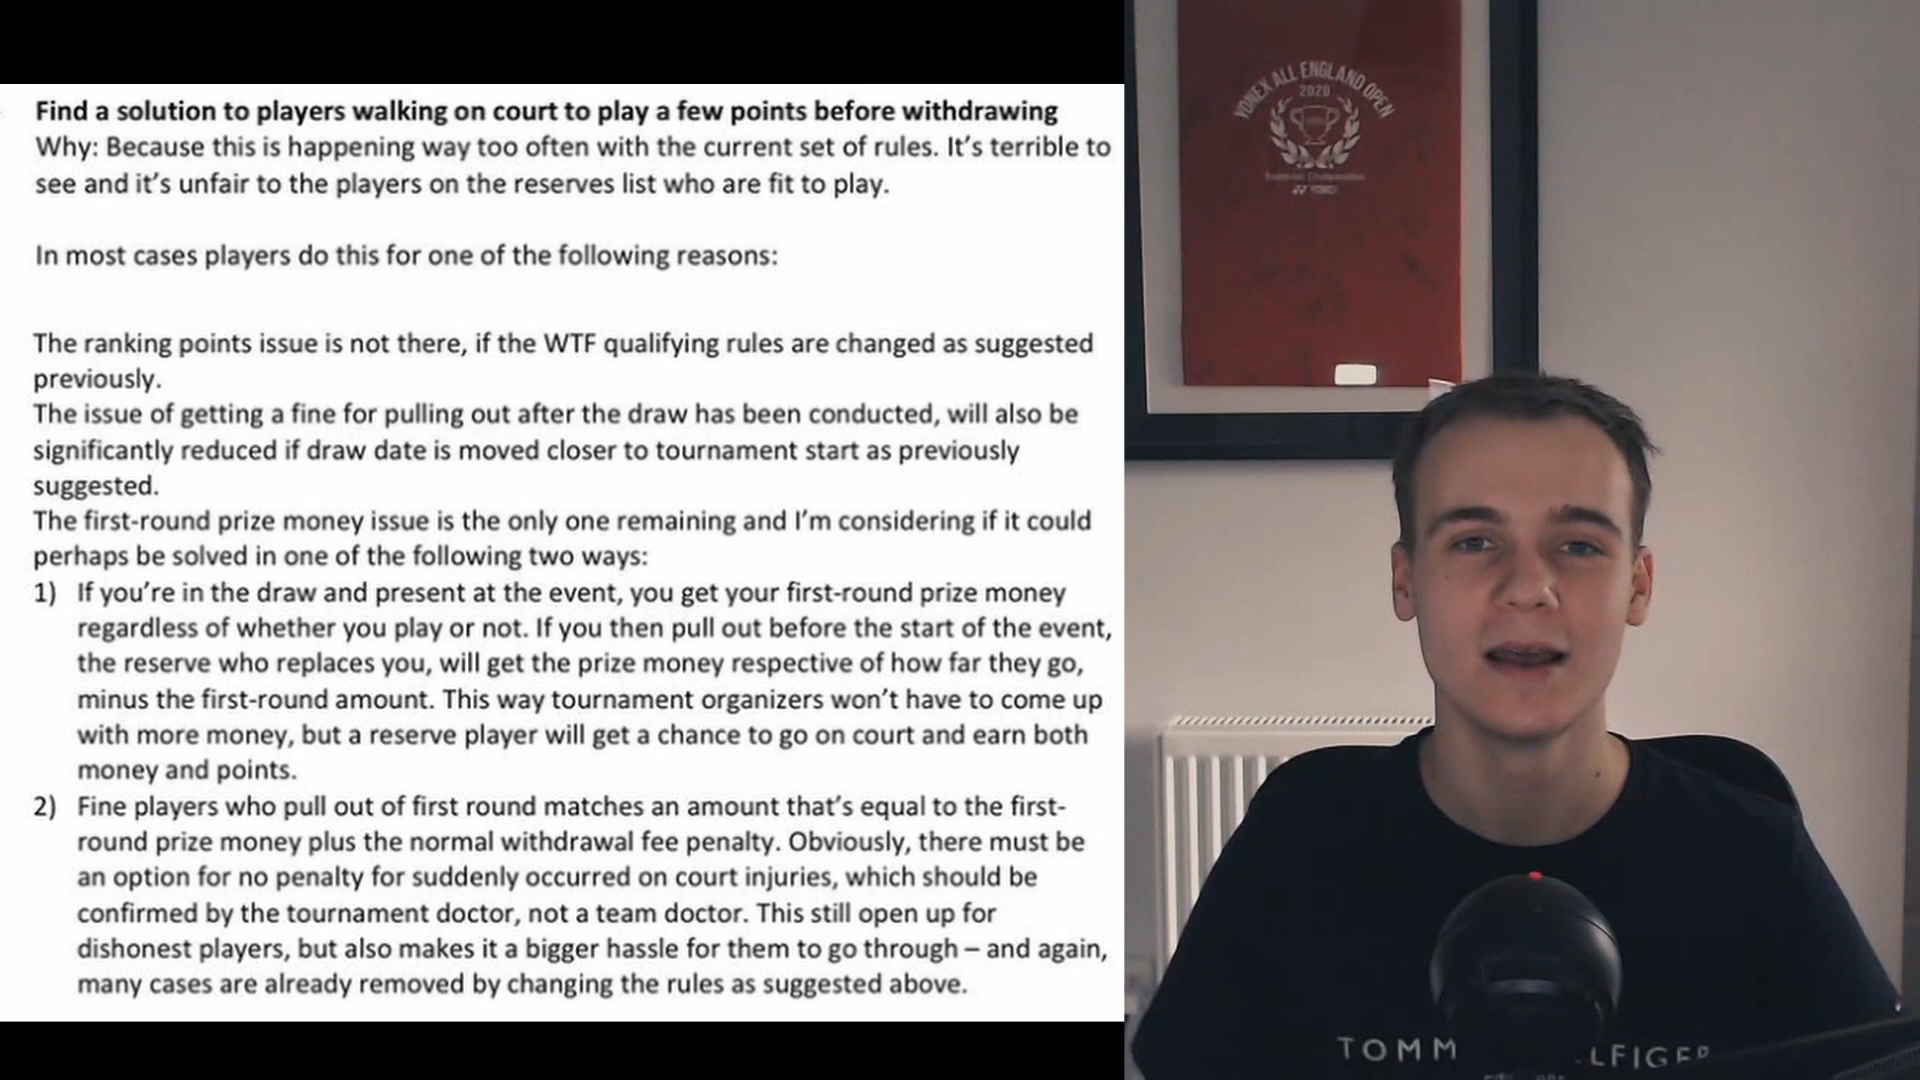 Find a solution to players walking on court to play a few points before withdrawing
Why: Because this is happening way too often with the current set of rules. It's terrible to
see and it's unfair to the players on the reserves list who are fit to play.
In most cases players do this for one of the following reasons:
The ranking points issue is not there, if the WTF qualifying rules are changed as suggested
previously.
The issue of getting a fine for pulling out after the draw has been conducted, will also be
significantly reduced if draw date is moved closer to tournament start as previously
suggested.
The first-round prize money issue is the only one remaining and I'm considering if it could
perhaps be solved in one of the following two ways:
1) If you're in the draw and present at the event, you get your first-round prize money
regardless of whether you play or not. If you then pull out before the start of the event,
the reserve who replaces you, will get the prize money respective of how far they go,
minus the first-round amount. This way tournament organizers won't have to come up
with more money, but a reserve player will get a chance to go on court and earn both
money and points.
2) Fine players who pull out of first round matches an amount that's equal to the first-
round prize money plus the normal withdrawal fee penalty. Obviously, there must be
an option for no penalty for suddenly occurred on court injuries, which should be
confirmed by the tournament doctor, not a team doctor. This still open up for
dishonest players, but also makes it a bigger hassle for them to go through – and again,
many cases are already removed by changing the rules as suggested above.
YONEX ALL ENGLAND OPEN
2020
YONEX
TOMM LFIGER